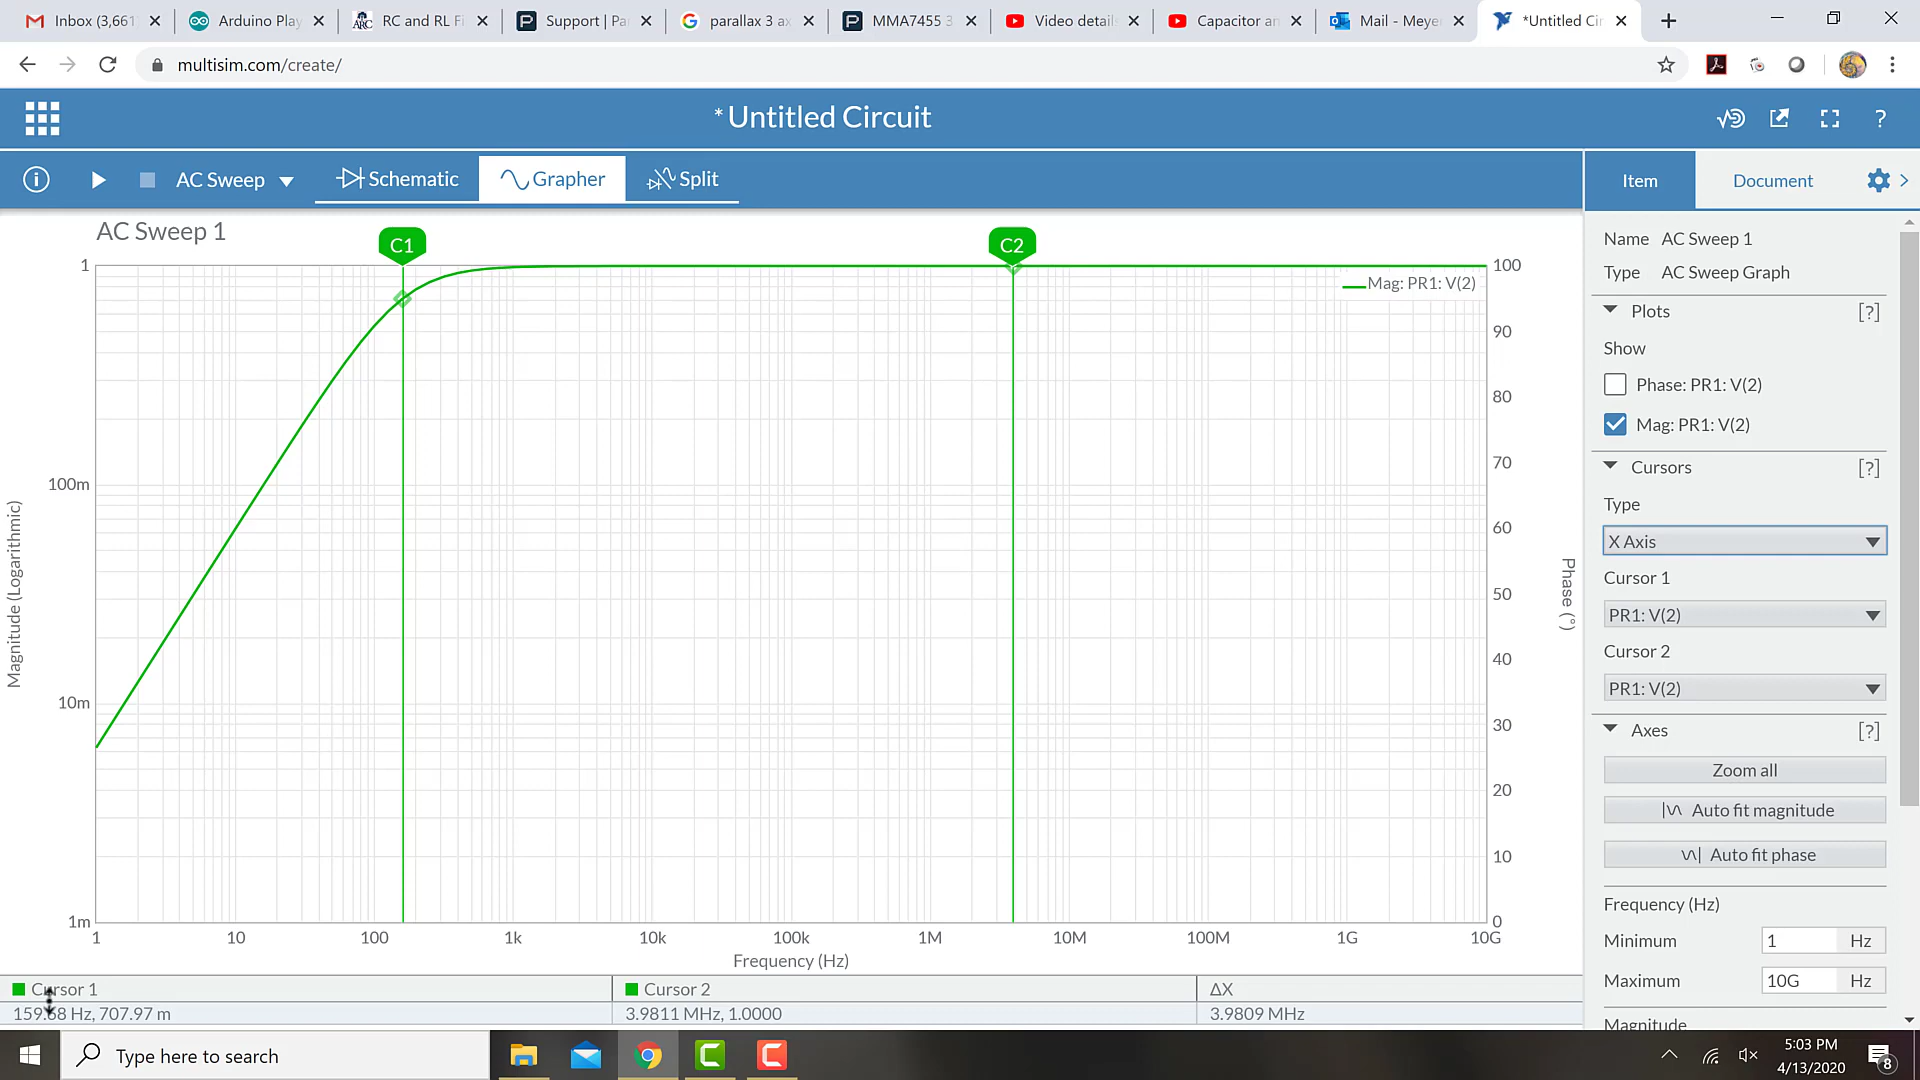 Inbox (3,661
Arduino Play
RC and RL Fi
Support | Pa
parallax 3 ax
MMA7455 3
Video details
Capacitor an
Mail - Meye
*Untitled Cir
multisim.com/create/
* Untitled Circuit
?
AC Sweep
Schematic
Grapher
Split
Item
Document
AC Sweep 1
C1
C2
Mag: PR1: V(2)
1
100m
10m
1m
Magnitude (Logarithmic)
100
90
80
70
60
50
40
30
20
10
0
Phase (°)
1
10
100
1k
10k
100k
1M
10M
100M
1G
10G
Frequency (Hz)
Cursor 1
Cursor 2
ΔX
159.68 Hz, 707.97 m
3.9811 MHz, 1.0000
3.9809 MHz
Name AC Sweep 1
Type AC Sweep Graph
Plots [?]
Show
Phase: PR1: V(2)
Mag: PR1: V(2)
Cursors [?]
Type
X Axis
Cursor 1
PR1: V(2)
Cursor 2
PR1: V(2)
Axes [?]
Zoom all
Auto fit magnitude
Auto fit phase
Frequency (Hz)
Minimum 1 Hz
Maximum 10G Hz
Magnitude
Type here to search
5:03 PM
4/13/2020
8